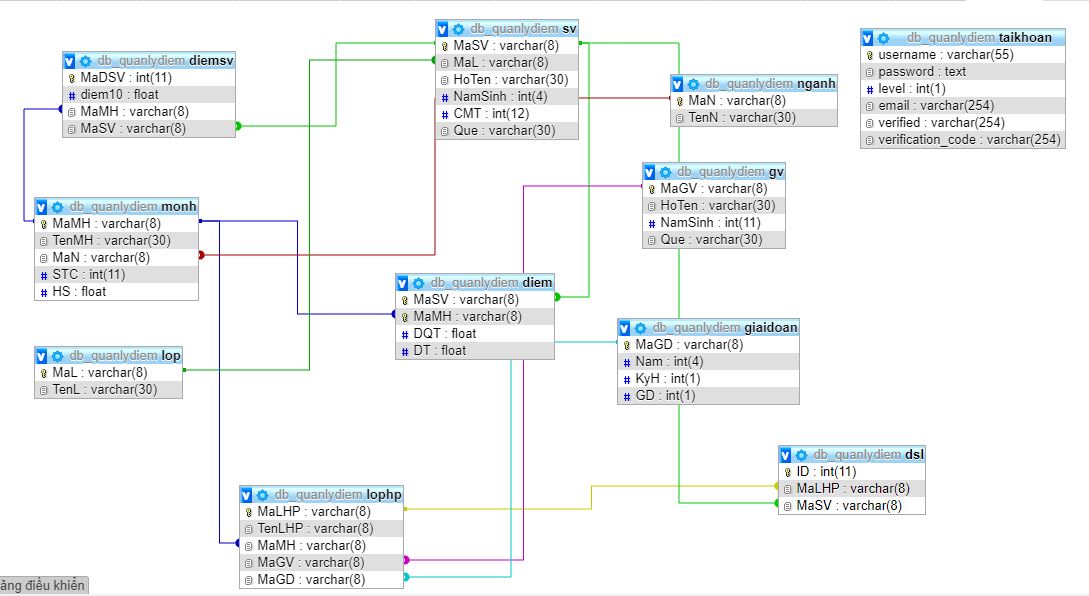 db_quanlydiem diemsv
MaDSV : int(11)
diem10 : float
MaMH : varchar(8)
MaSV : varchar(8)
db_quanlydiem sv
MaSV : varchar(8)
MaL : varchar(8)
HoTen : varchar(30)
NamSinh : int(4)
CMT : int(12)
Que : varchar(30)
db_quanlydiem nganh
MaN : varchar(8)
TenN : varchar(30)
db_quanlydiem taikhoan
username : varchar(55)
password : text
level : int(1)
email : varchar(254)
verified : varchar(254)
verification_code : varchar(254)
db_quanlydiem monh
MaMH : varchar(8)
TenMH : varchar(30)
MaN : varchar(8)
STC : int(11)
HS : float
db_quanlydiem gv
MaGV : varchar(8)
HoTen : varchar(30)
NamSinh : int(11)
Que : varchar(30)
db_quanlydiem diem
MaSV : varchar(8)
MaMH : varchar(8)
DQT : float
DT : float
db_quanlydiem giaidoan
MaGD : varchar(8)
Nam : int(4)
KyH : int(1)
GD : int(1)
db_quanlydiem lop
MaL : varchar(8)
TenL : varchar(30)
db_quanlydiem dsl
ID : int(11)
MaLHP : varchar(8)
MaSV : varchar(8)
db_quanlydiem lophp
MaLHP : varchar(8)
TenLHP : varchar(8)
MaMH : varchar(8)
MaGV : varchar(8)
MaGD : varchar(8)
ảng điều khiển